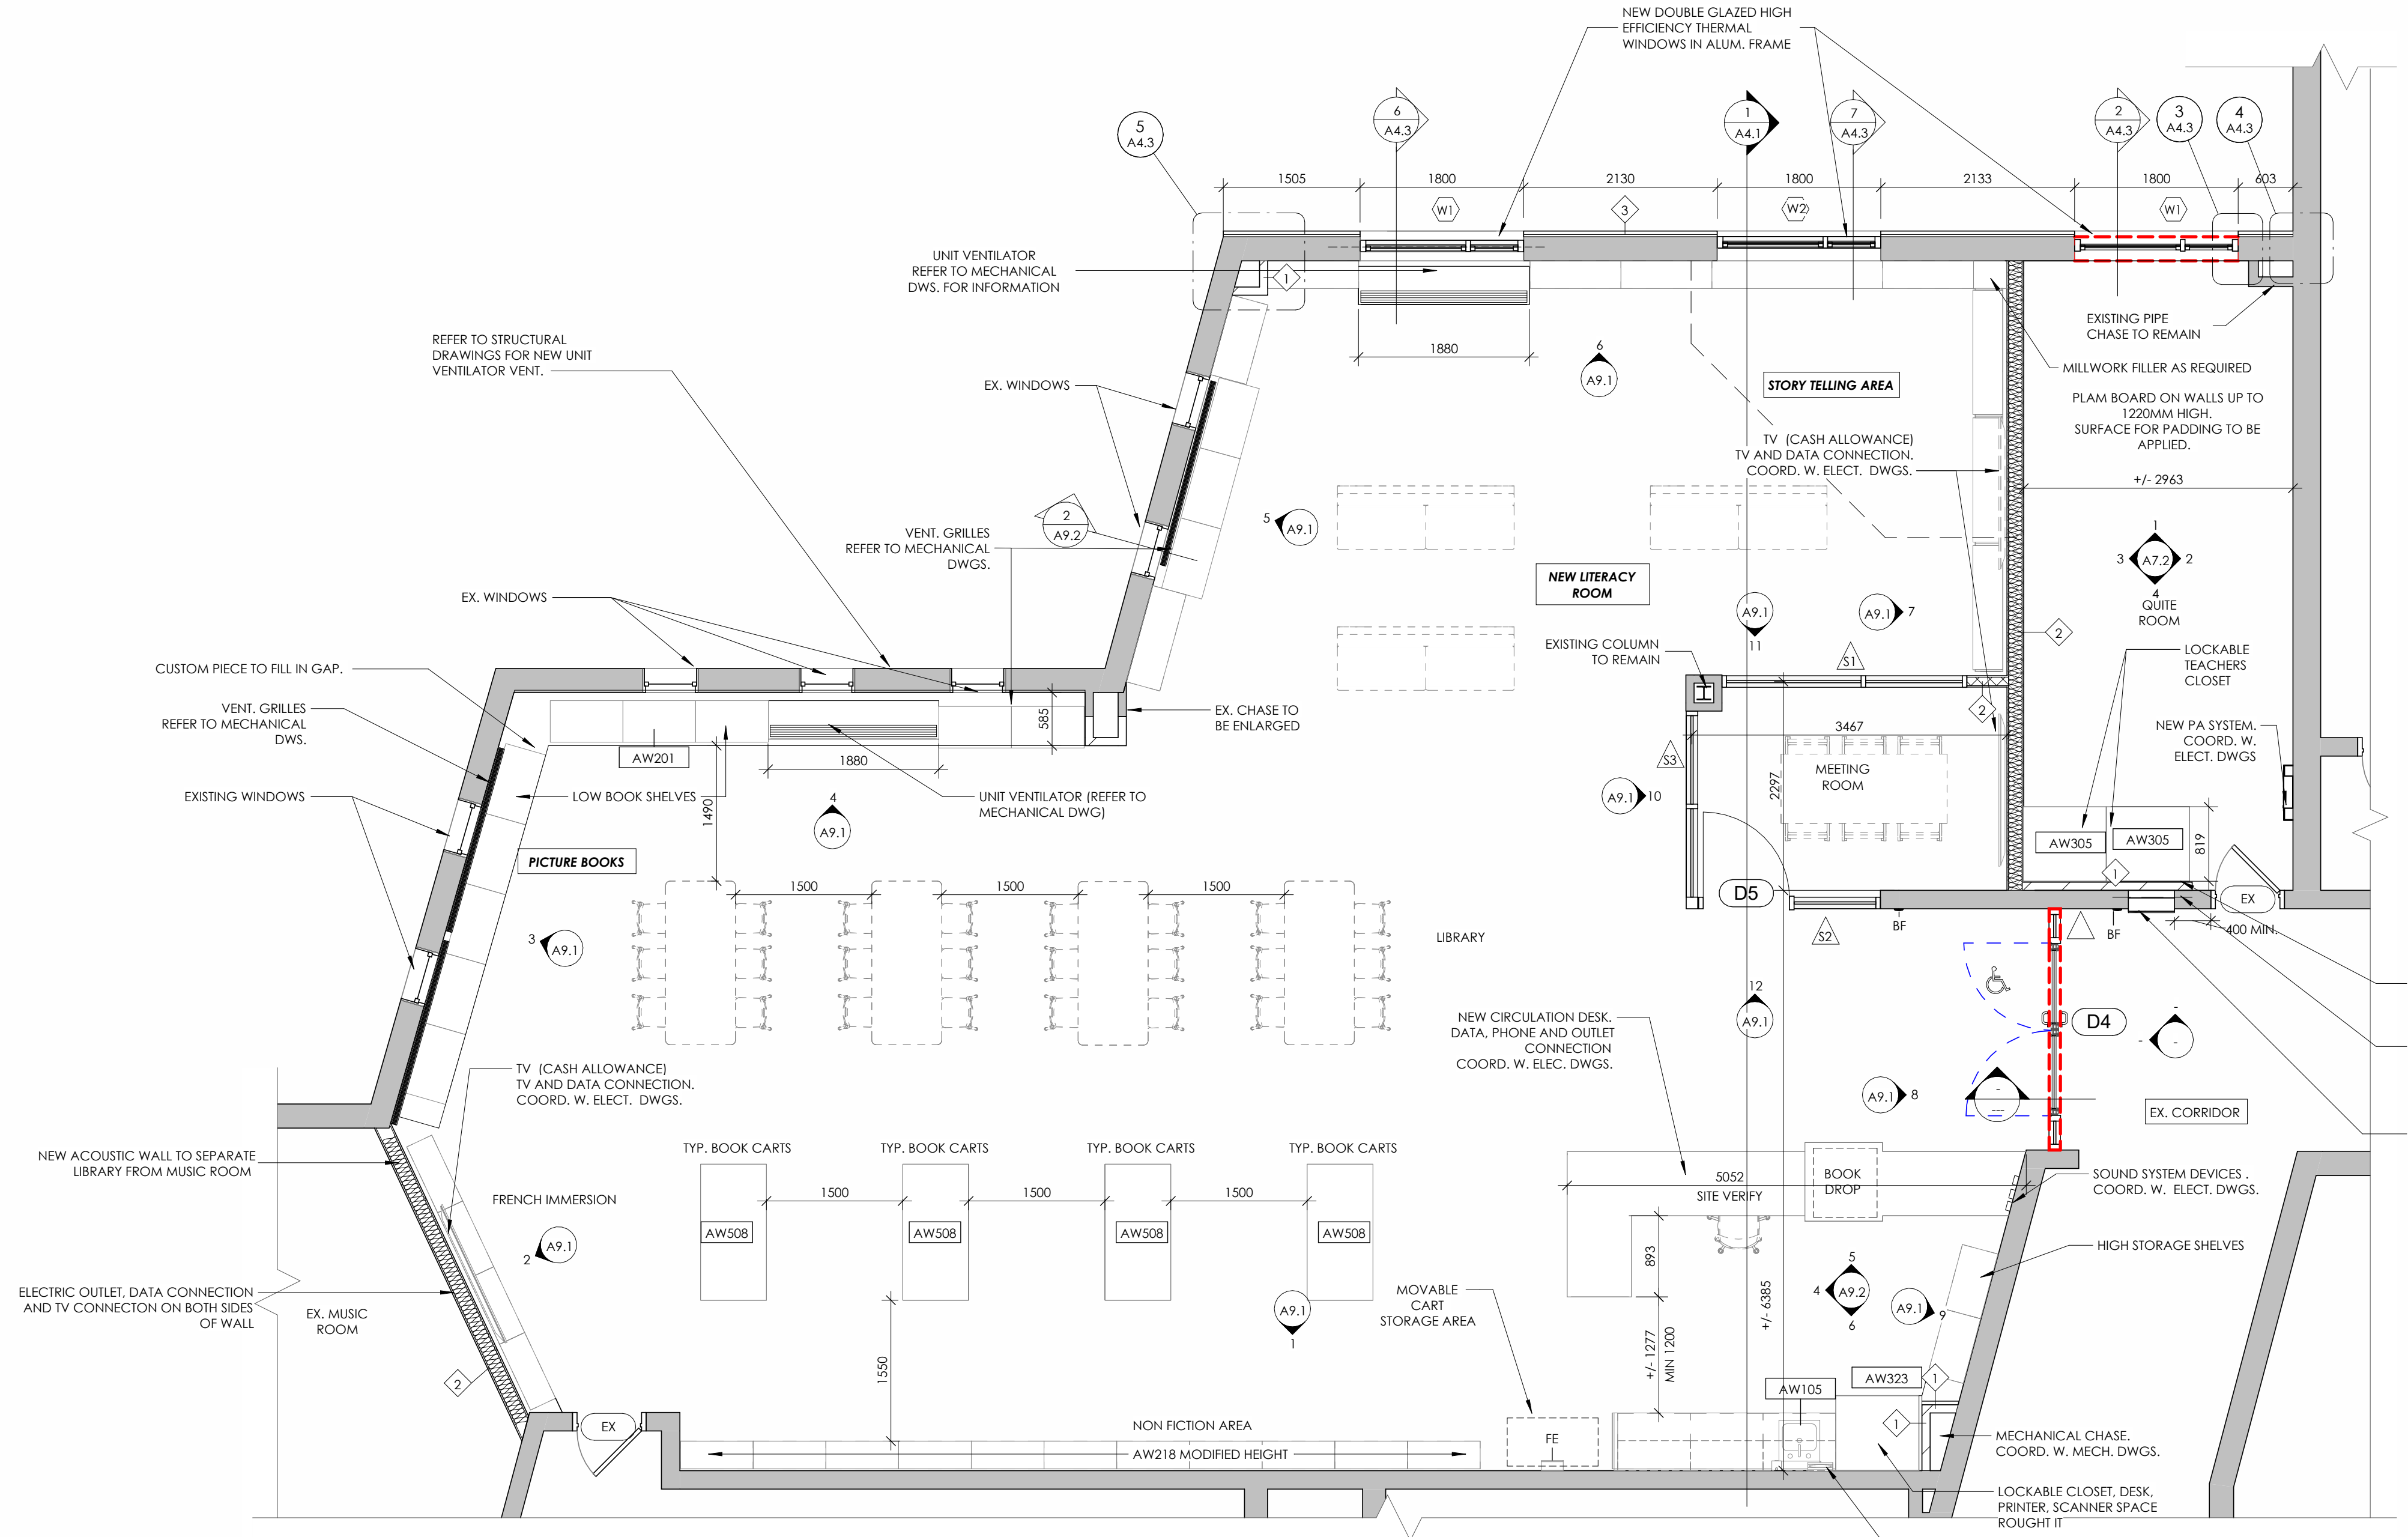 NEW DOUBLE GLAZED HIGH
EFFICIENCY THERMAL
WINDOWS IN ALUM. FRAME
5
A4.3
6
A4.3
1
A4.1
7
A4.3
2
A4.3
3
A4.3
4
A4.3
1505
1800
2130
1800
2133
1800
603
W1
3
W2
W1
UNIT VENTILATOR
REFER TO MECHANICAL
DWS. FOR INFORMATION
1
1880
6
A9.1
EXISTING PIPE
CHASE TO REMAIN
MILLWORK FILLER AS REQUIRED
PLAM BOARD ON WALLS UP TO
1220MM HIGH.
SURFACE FOR PADDING TO BE
APPLIED.
+/- 2963
REFER TO STRUCTURAL
DRAWINGS FOR NEW UNIT
VENTILATOR VENT.
EX. WINDOWS
STORY TELLING AREA
TV (CASH ALLOWANCE)
TV AND DATA CONNECTION.
COORD. W. ELECT. DWGS.
2
A9.2
5
A9.1
VENT. GRILLES
REFER TO MECHANICAL
DWGS.
1
3
A7.2
2
4
QUITE
ROOM
NEW LITERACY
ROOM
EX. WINDOWS
A9.1
11
A9.1
7
2
EXISTING COLUMN
TO REMAIN
S1
LOCKABLE
TEACHERS
CLOSET
CUSTOM PIECE TO FILL IN GAP.
VENT. GRILLES
REFER TO MECHANICAL
DWS.
585
EX. CHASE TO
BE ENLARGED
2
3467
NEW PA SYSTEM.
COORD. W.
ELECT. DWGS
AW201
1880
S3
MEETING
ROOM
2297
EXISTING WINDOWS
LOW BOOK SHELVES
1490
4
A9.1
UNIT VENTILATOR (REFER TO
MECHANICAL DWG)
A9.1
10
AW305
AW305
819
PICTURE BOOKS
1
1500
1500
1500
D5
EX
S2
BF
BF
400 MIN.
3
A9.1
LIBRARY
12
A9.1
NEW CIRCULATION DESK.
DATA, PHONE AND OUTLET
CONNECTION
COORD. W. ELEC. DWGS.
D4
-
-
-
TV (CASH ALLOWANCE)
TV AND DATA CONNECTION.
COORD. W. ELECT. DWGS.
A9.1
8
-
---
EX. CORRIDOR
NEW ACOUSTIC WALL TO SEPARATE
LIBRARY FROM MUSIC ROOM
TYP. BOOK CARTS
TYP. BOOK CARTS
TYP. BOOK CARTS
TYP. BOOK CARTS
5052
SITE VERIFY
BOOK
DROP
SOUND SYSTEM DEVICES .
COORD. W. ELECT. DWGS.
FRENCH IMMERSION
1500
1500
1500
AW508
AW508
AW508
AW508
2
A9.1
893
HIGH STORAGE SHELVES
ELECTRIC OUTLET, DATA CONNECTION
AND TV CONNECTON ON BOTH SIDES
OF WALL
EX. MUSIC
ROOM
MOVABLE
CART
STORAGE AREA
A9.1
1
+/- 6385
5
4
A9.2
6
A9.1
9
1550
+/- 1277
MIN 1200
2
AW105
AW323
1
EX
NON FICTION AREA
AW218 MODIFIED HEIGHT
FE
1
MECHANICAL CHASE.
COORD. W. MECH. DWGS.
LOCKABLE CLOSET, DESK,
PRINTER, SCANNER SPACE
ROUGHT IT